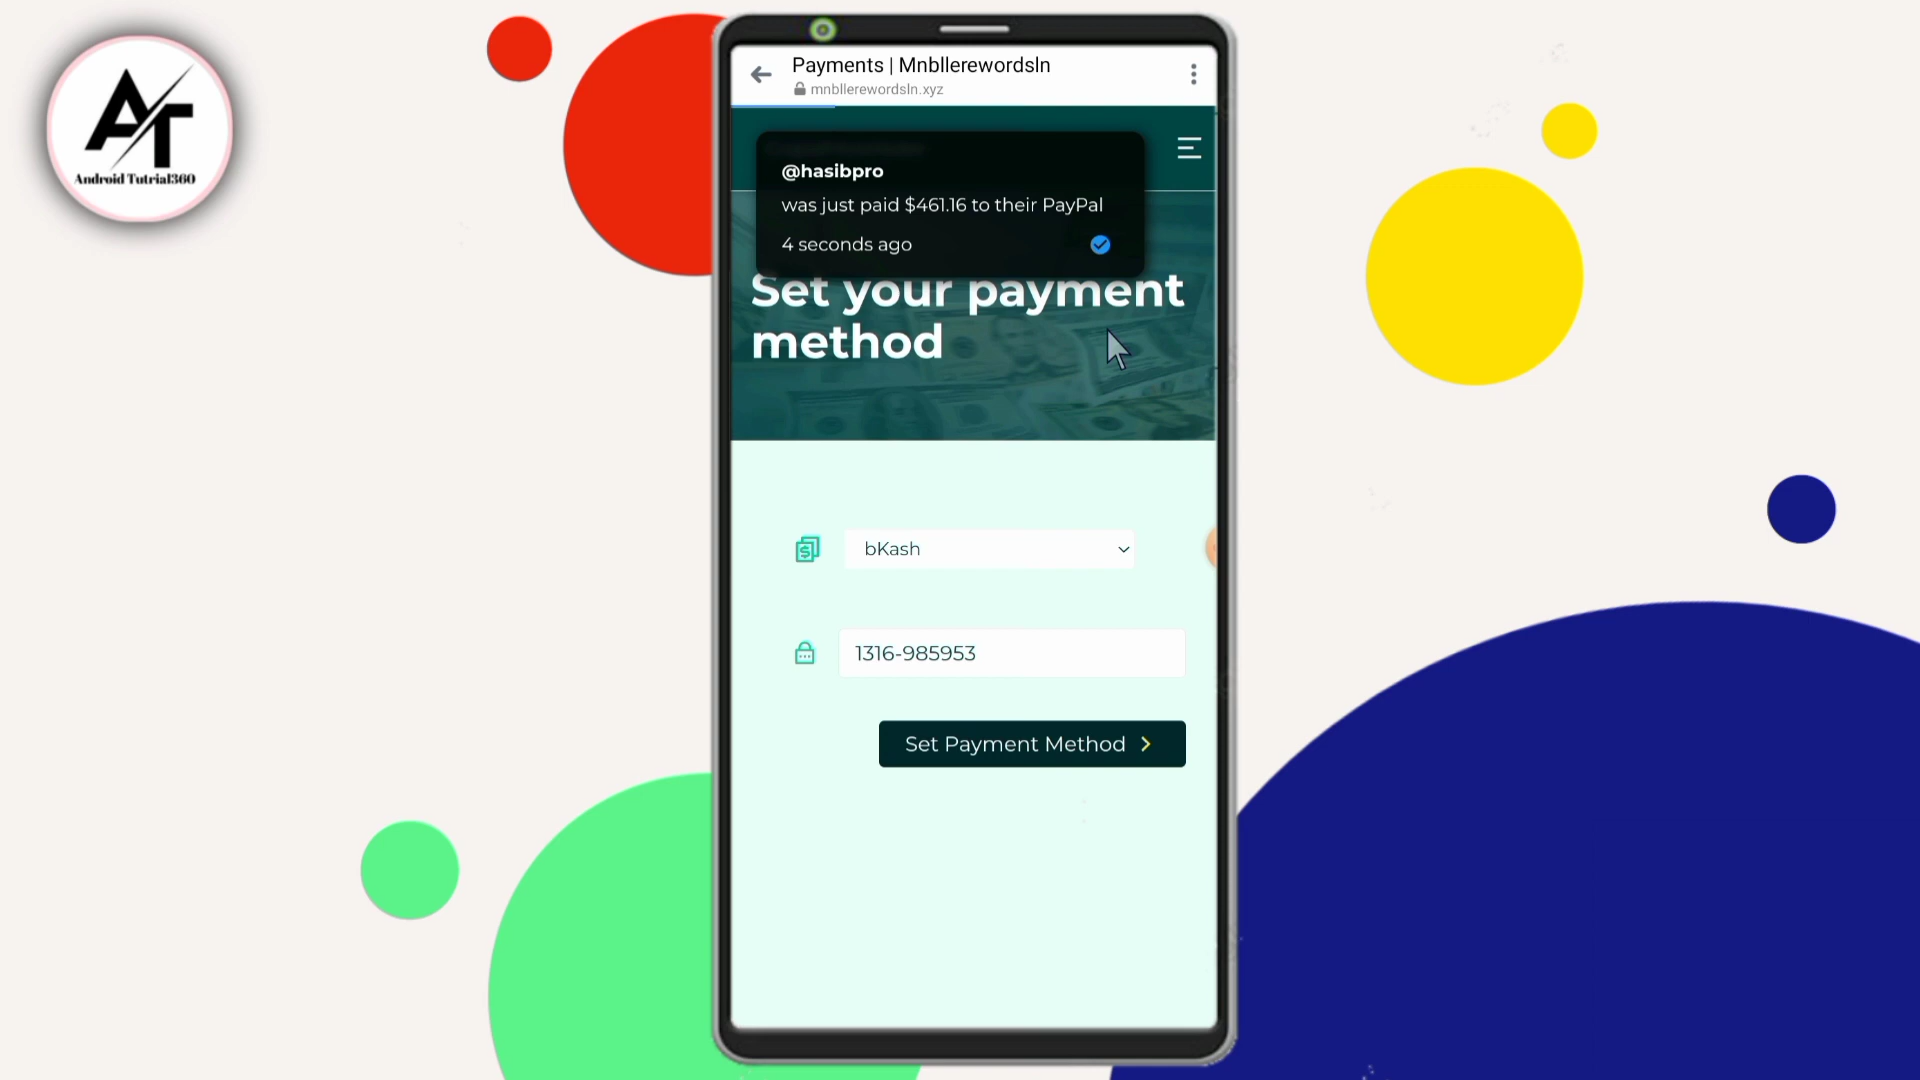 AT
Android Tutrial360
Payments | Mnbllerewordsln
mnbllerewordsln.xyz
@hasibpro
was just paid $461.16 to their PayPal
4 seconds ago
Set your payment
method
bKash
1316-985953
Set Payment Method